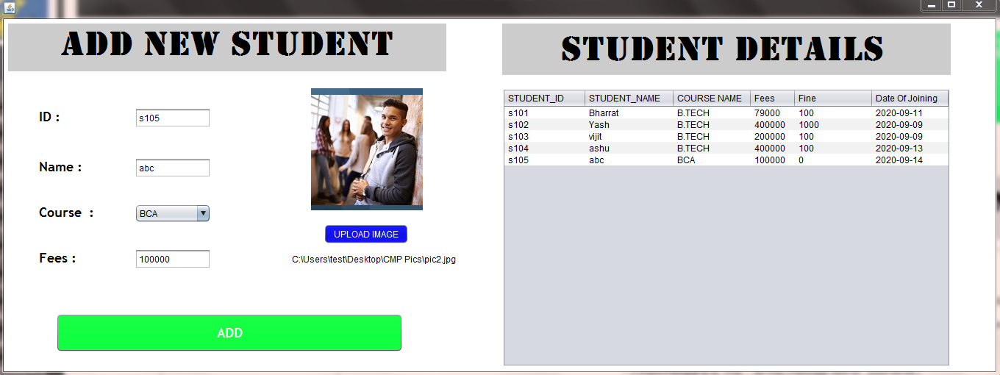 ADD NEW STUDENT
ID :
s105
Name :
abc
Course :
BCA
Fees :
100000
UPLOAD IMAGE
C:\Users\test\Desktop\CMP Pics\pic2.jpg
ADD
STUDENT DETAILS
STUDENT_ID STUDENT_NAME COURSE NAME Fees Fine Date Of Joining
s101 Bharrat B.TECH 79000 100 2020-09-11
s102 Yash B.TECH 400000 1000 2020-09-09
s103 vijit B.TECH 200000 100 2020-09-09
s104 ashu B.TECH 400000 100 2020-09-13
s105 abc BCA 100000 0 2020-09-14